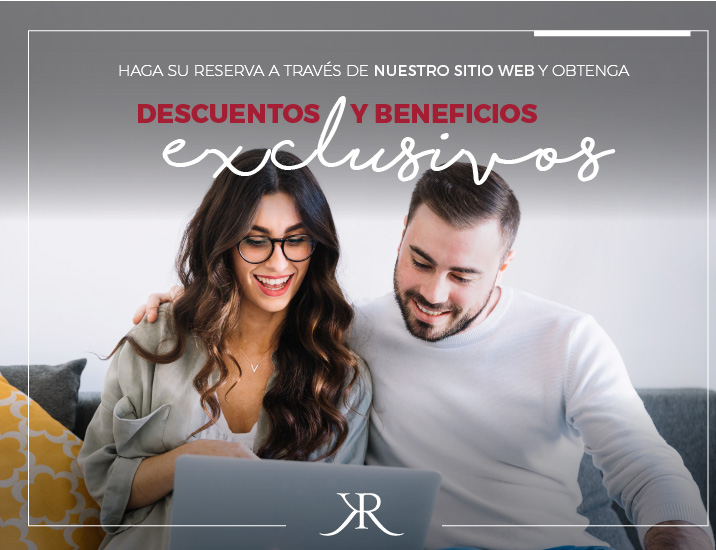 HAGA SU RESERVA A TRAVÉS DE NUESTRO SITIO WEB Y OBTENGA
DESCUENTOS Y BENEFICIOS
exclusivos
KR